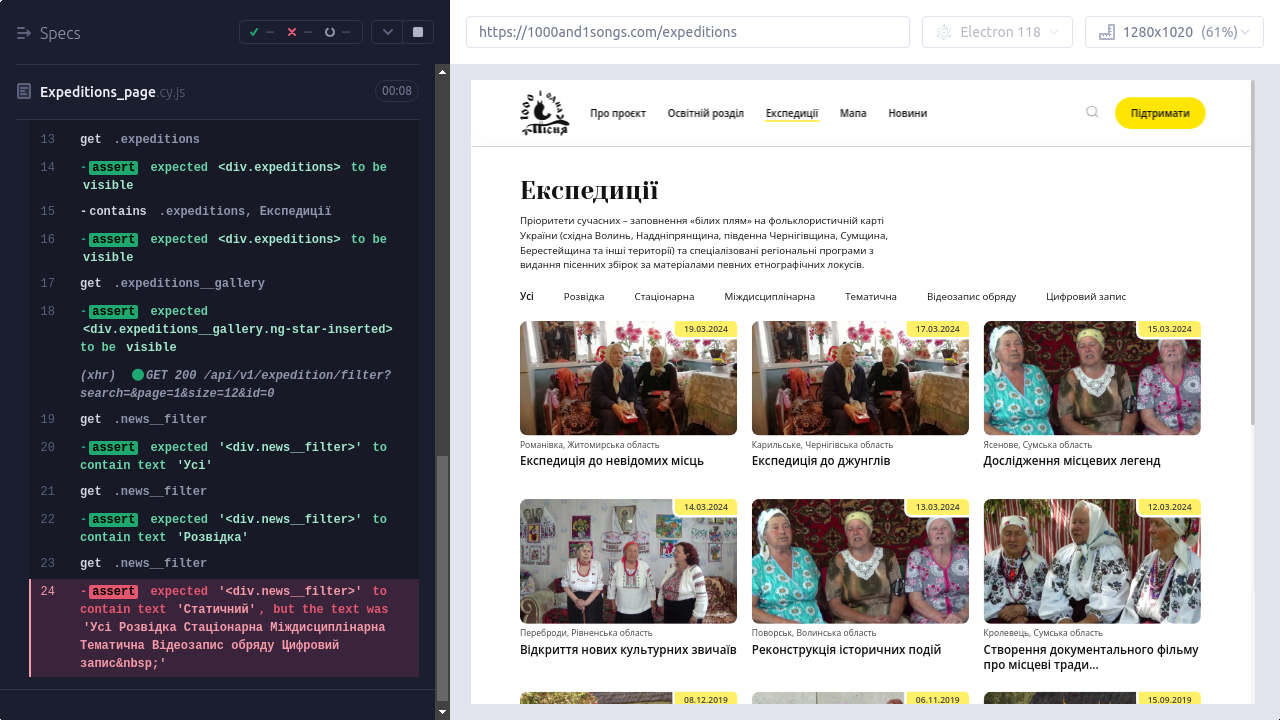 Specs
Expeditions_page.cy.js
00:08
13 get .expeditions
14 -assert expected <div.expeditions> to be
visible
15 -contains .expeditions, Експедиції
16 -assert expected <div.expeditions> to be
visible
17 get .expeditions__gallery
18 -assert expected
<div.expeditions__gallery.ng-star-inserted>
to be visible
(xhr) GET 200 /api/v1/expedition/filter?
search=&page=1&size=12&id=0
19 get .news__filter
20 -assert expected '<div.news__filter>' to
contain text 'Усі'
21 get .news__filter
22 -assert expected '<div.news__filter>' to
contain text 'Розвідка'
23 get .news__filter
24 -assert expected '<div.news__filter>' to
contain text 'Статичний', but the text was
'Усі Розвідка Стаціонарна Міждисциплінарна
Тематична Відеозапис обряду Цифровий
запис&nbsp;'
https://1000andsongs.com/expeditions
Electron 118
1280x1020 (61%)
Про проєкт Освітній розділ Експедиції Мапа Новини
Підтримати
Експедиції
Пріоритети сучасних – заповнення «білих плям» на фольклористичній карті
України (східна Волинь, Наддніпрянщина, південна Чернігівщина, Сумщина,
Берестейщина та інші території) та спеціалізовані регіональні програми з
видання пісенних збірок за матеріалами певних етнографічних локусів.
Усі Розвідка Стаціонарна Міждисциплінарна Тематична Відеозапис обряду Цифровий запис
19.03.2024 17.03.2024 15.03.2024
Романівка, Житомирська область
Експедиція до невідомих місць
Карильське, Чернігівська область
Експедиція до джунглів
Ясенове, Сумська область
Дослідження місцевих легенд
14.03.2024 13.03.2024 12.03.2024
Переброди, Рівненська область
Відкриття нових культурних звичаїв
Поворськ, Волинська область
Реконструкція історичних подій
Кролевець, Сумська область
Створення документального фільму
про місцеві тради...
08.12.2019 06.11.2019 15.09.2019